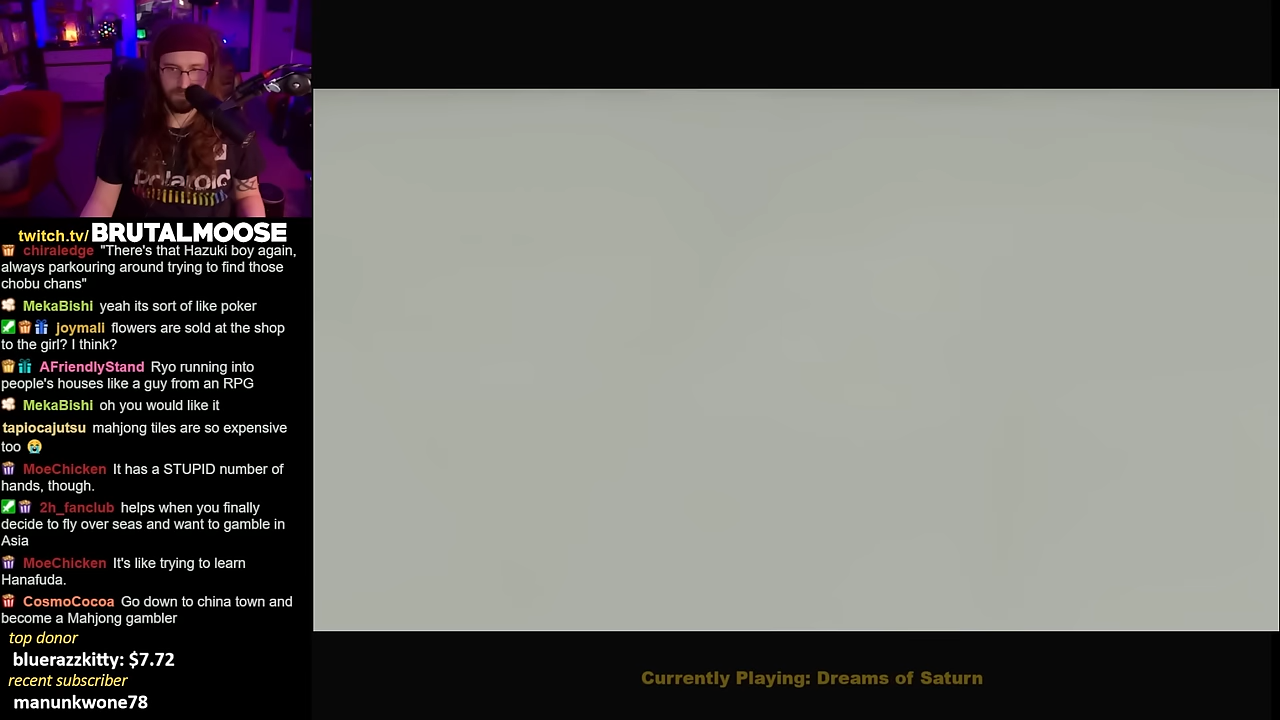 Polaroid
twitch.tv/BRUTALMOOSE
chiraledge "There's that Hazuki boy again,
always parkouring around trying to find those
chobu chans"
MekaBishi yeah its sort of like poker
joymali flowers are sold at the shop
to the girl? I think?
AFriendlyStand Ryo running into
people's houses like a guy from an RPG
MekaBishi oh you would like it
tapiocajutsu mahjong tiles are so expensive
too 😭
MoeChicken It has a STUPID number of
hands, though.
2h_fanclub helps when you finally
decide to fly over seas and want to gamble in
Asia
MoeChicken It's like trying to learn
Hanafuda.
CosmoCocoa Go down to china town and
become a Mahjong gambler
top donor
bluerazzkitty: $7.72
recent subscriber
manunkwone78
Currently Playing: Dreams of Saturn